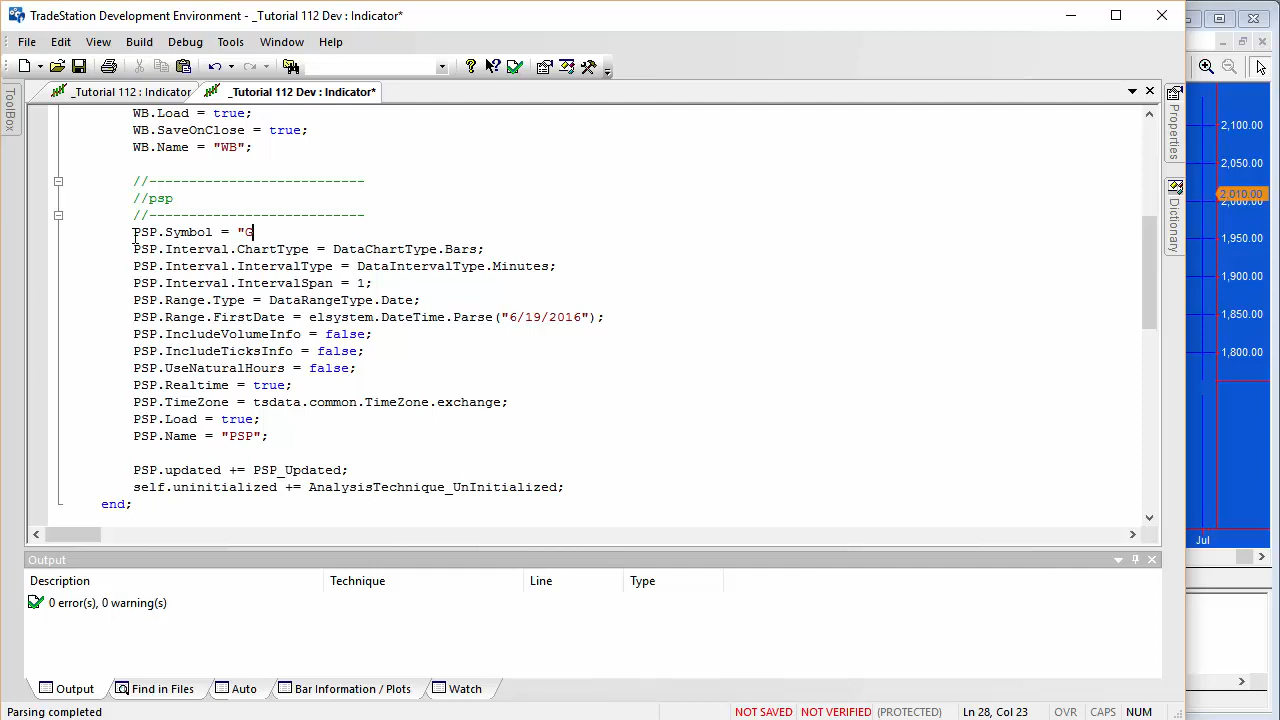 TradeStation Development Environment - _Tutorial 112 Dev : Indicator*
File Edit View Build Debug Tools Window Help
ToolBox
_Tutorial 112 : Indicator
_Tutorial 112 Dev : Indicator*
WB.Load = true;
WB.SaveOnClose = true;
WB.Name = "WB";
//---------------------------
//psp
//---------------------------
PSP.Symbol = "G
PSP.Interval.ChartType = DataChartType.Bars;
PSP.Interval.IntervalType = DataIntervalType.Minutes;
PSP.Interval.IntervalSpan = 1;
PSP.Range.Type = DataRangeType.Date;
PSP.Range.FirstDate = elsystem.DateTime.Parse("6/19/2016");
PSP.IncludeVolumeInfo = false;
PSP.IncludeTicksInfo = false;
PSP.UseNaturalHours = false;
PSP.Realtime = true;
PSP.TimeZone = tsdata.common.TimeZone.exchange;
PSP.Load = true;
PSP.Name = "PSP";
PSP.updated += PSP_Updated;
self.uninitialized += AnalysisTechnique_UnInitialized;
end;
Properties
Dictionary
2,100.00
2,050.00
2,010.00
2,000.00
1,950.00
1,900.00
1,850.00
1,800.00
Jul
Output
Description Technique Line Type
0 error(s), 0 warning(s)
Output Find in Files Auto Bar Information / Plots Watch
Parsing completed NOT SAVED NOT VERIFIED (PROTECTED) Ln 28, Col 23 OVR CAPS NUM